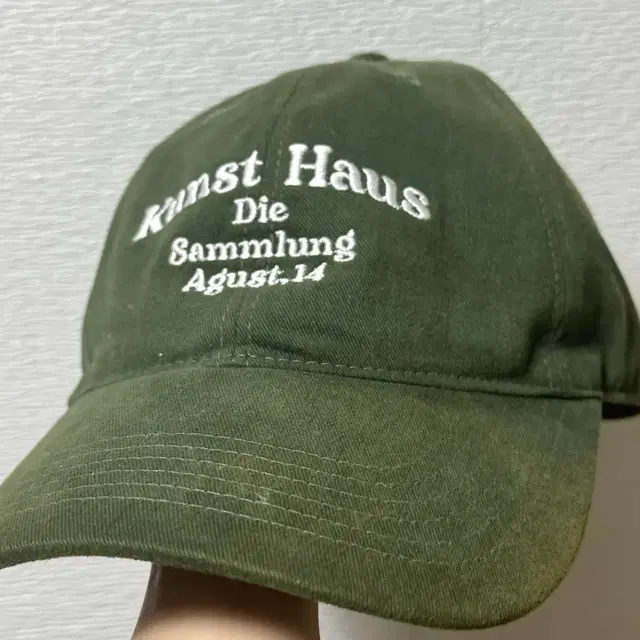 Kunst Haus
Die
Sammlung
Agust.14